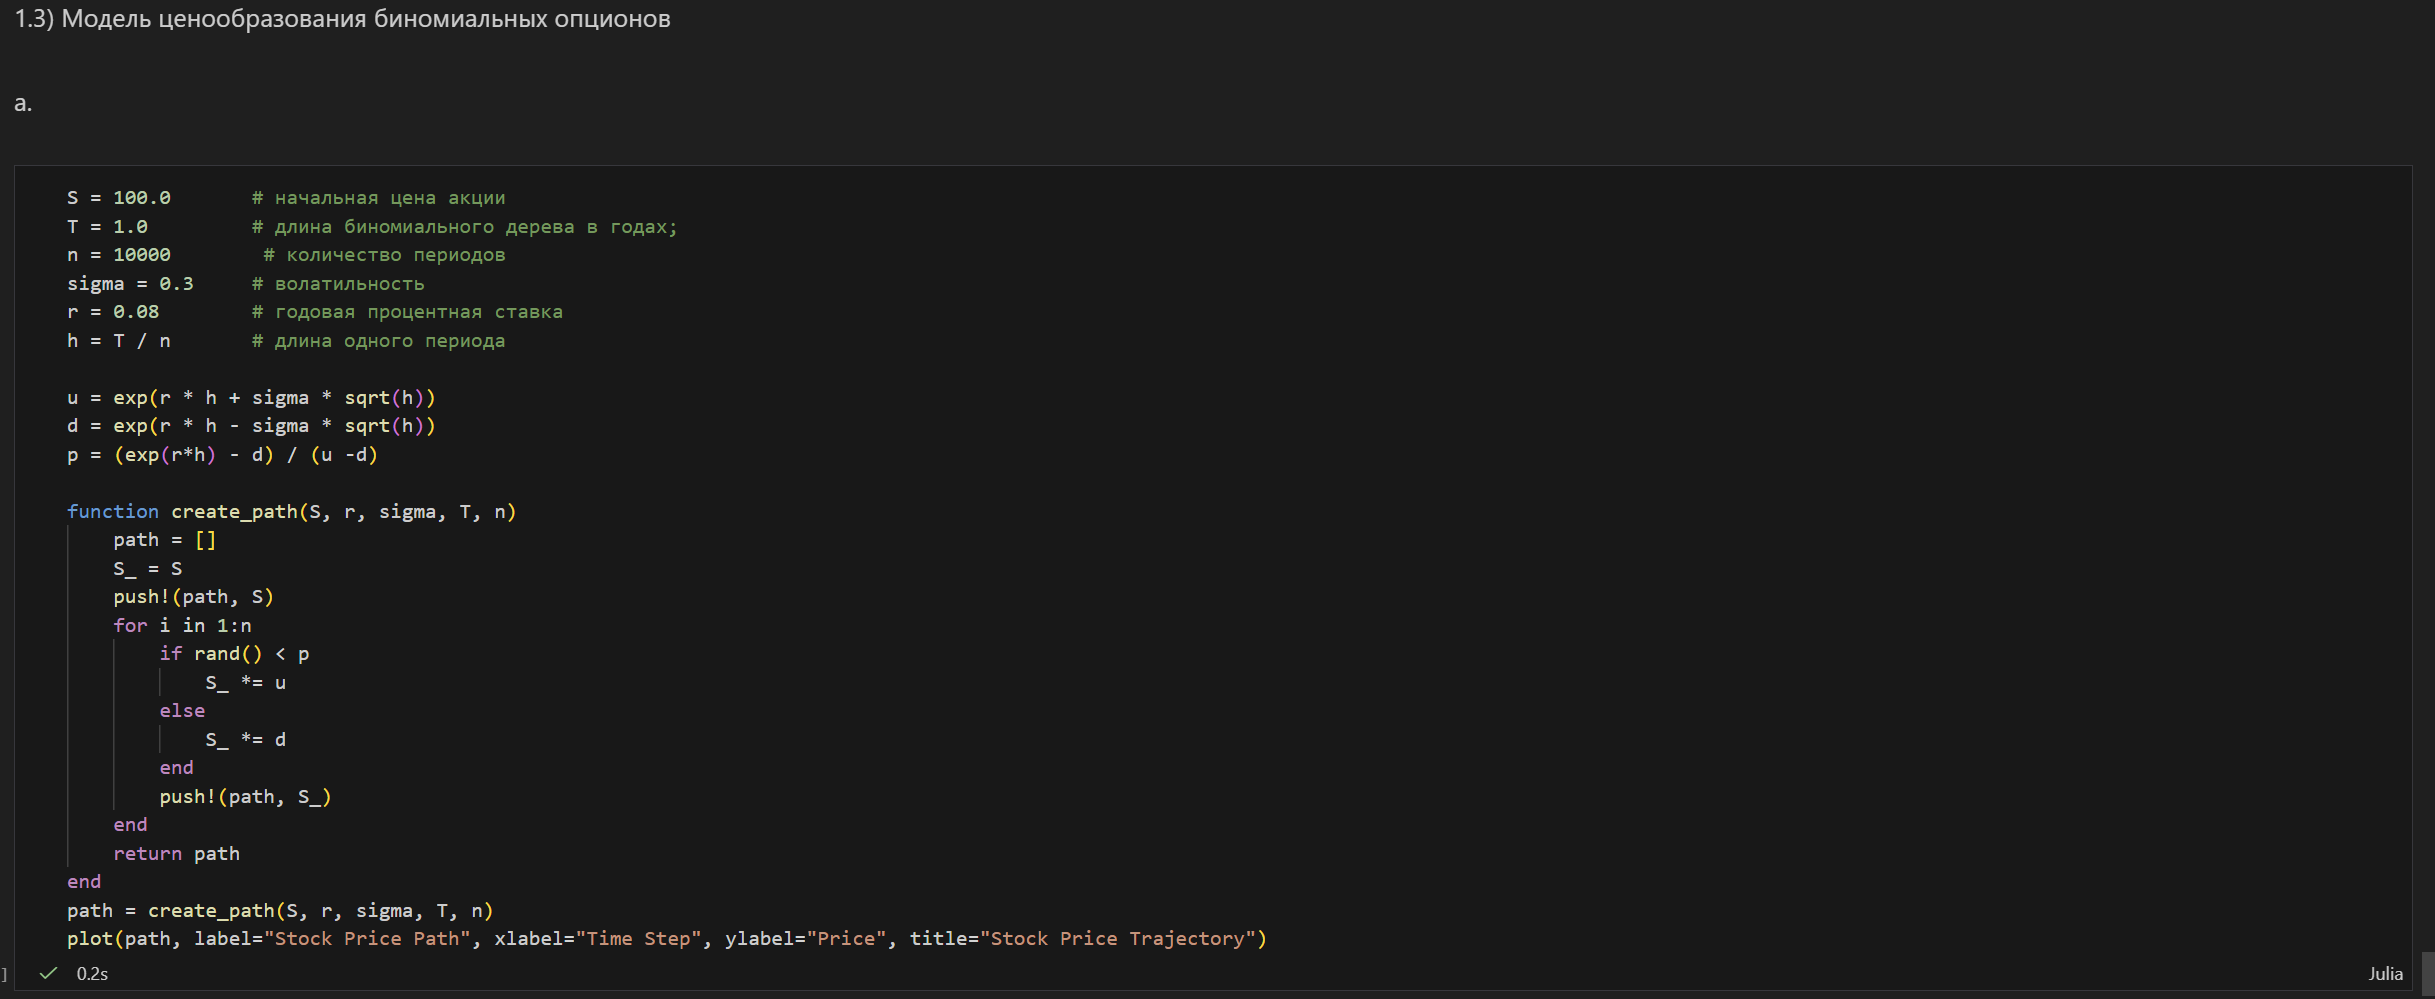 1.3) Модель ценообразования биномиальных опционов
a.
S = 100.0       # начальная цена акции
T = 1.0         # длина биномиального дерева в годах;
n = 10000        # количество периодов
sigma = 0.3     # волатильность
r = 0.08        # годовая процентная ставка
h = T / n       # длина одного периода
u = exp(r * h + sigma * sqrt(h))
d = exp(r * h - sigma * sqrt(h))
p = (exp(r*h) - d) / (u -d)
function create_path(S, r, sigma, T, n)
    path = []
    S_ = S
    push!(path, S)
    for i in 1:n
        if rand() < p
            S_ *= u
        else
            S_ *= d
        end
        push!(path, S_)
    end
    return path
end
path = create_path(S, r, sigma, T, n)
plot(path, label="Stock Price Path", xlabel="Time Step", ylabel="Price", title="Stock Price Trajectory")
] ✓ 0.2s
Julia